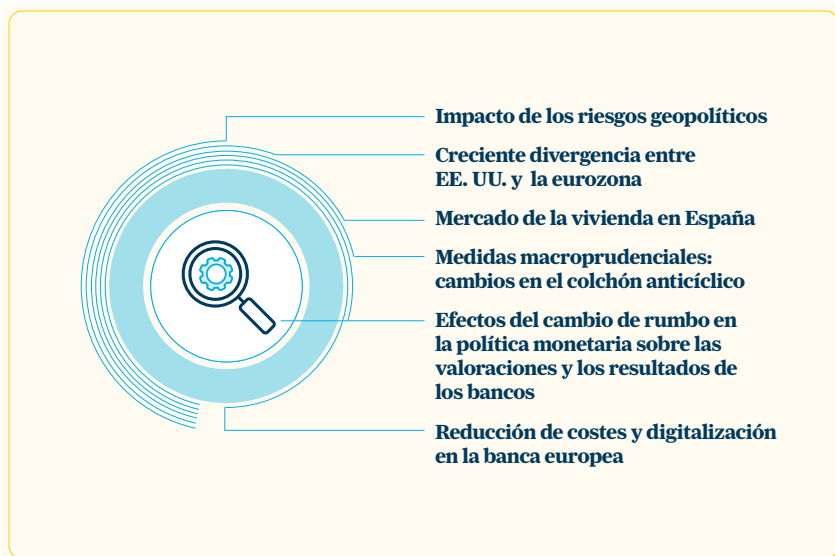 Impacto de los riesgos geopolíticos
Creciente divergencia entre
EE. UU. y la eurozona
Mercado de la vivienda en España
Medidas macroprudenciales:
cambios en el colchón anticíclico
Efectos del cambio de rumbo en
la política monetaria sobre las
valoraciones y los resultados de
los bancos
Reducción de costes y digitalización
en la banca europea